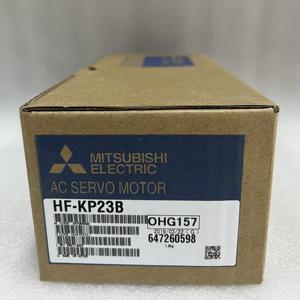 MITSUBISHI
ELECTRIC
AC SERVO MOTOR
HF-KP23B
OHG157
647260598